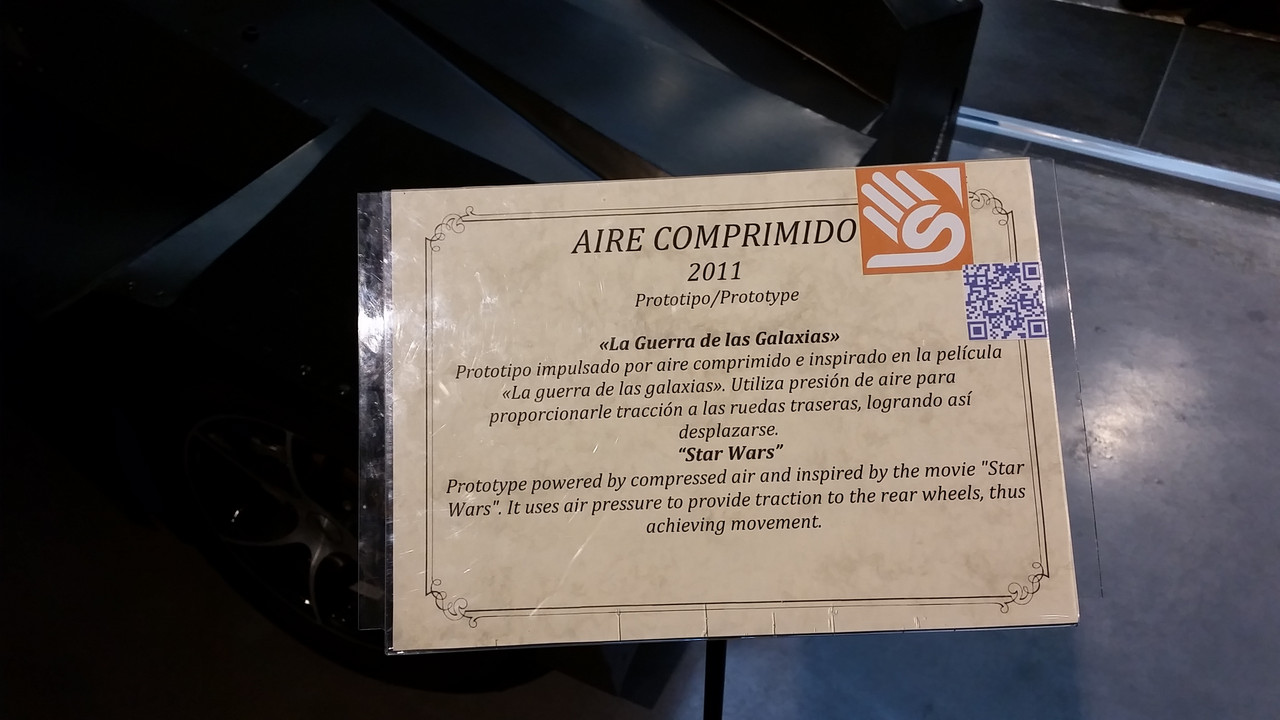 AIRE COMPRIMIDO
2011
Prototipo/Prototype
«La Guerra de las Galaxias»
Prototipo impulsado por aire comprimido e inspirado en la película
«La guerra de las galaxias». Utiliza presión de aire para
proporcionarle tracción a las ruedas traseras, logrando así
desplazarse.
“Star Wars”
Prototype powered by compressed air and inspired by the movie "Star
Wars". It uses air pressure to provide traction to the rear wheels, thus
achieving movement.